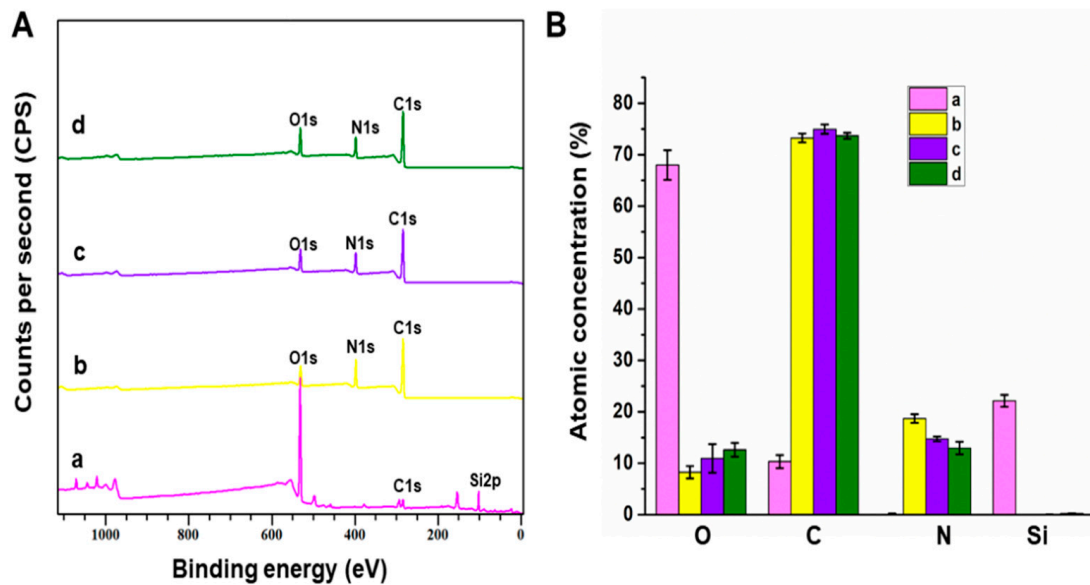 A
Counts per second (CPS)
d
O1s
N1s
C1s
c
O1s
N1s
C1s
b
O1s
N1s
C1s
a
C1s
Si2p
1000 800 600 400 200 0
Binding energy (eV)
B
Atomic concentration (%)
80
70
60
50
40
30
20
10
0
a
b
c
d
O C N Si